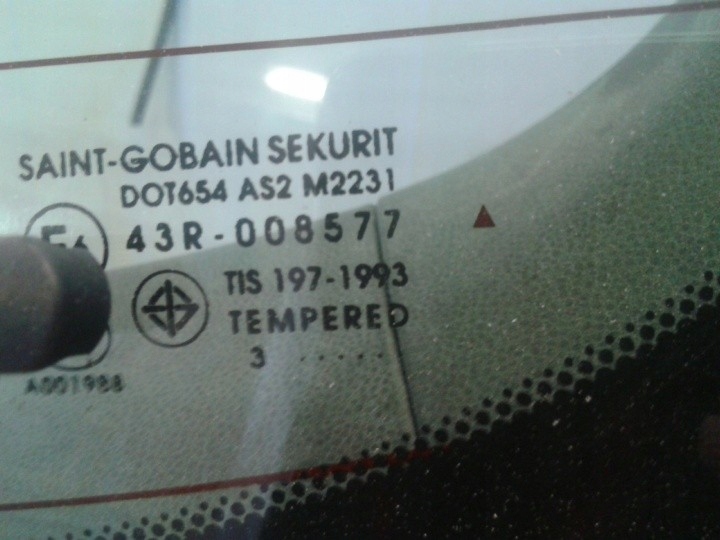 SAINT-GOBAIN SEKURIT
DOT654 AS2 M2231
43R-008577
TIS 197-1993
TEMPERED
3 .....
A001988